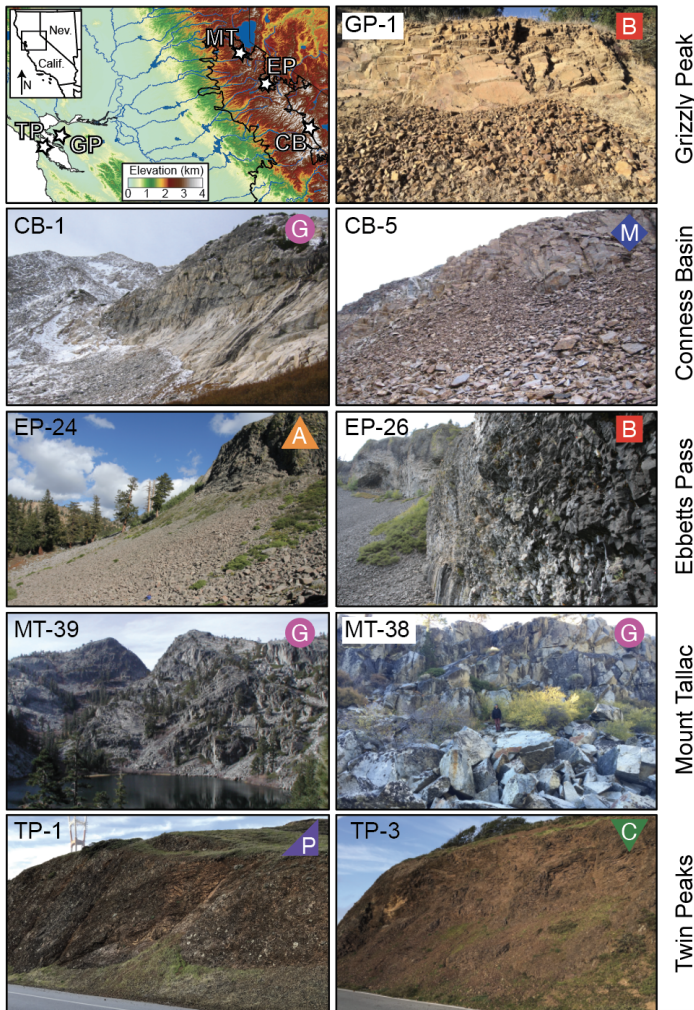 Nev.
Calif.
N
MT
EP
CB
TP
GP
Elevation (km)
0 1 2 3 4
GP-1
B
Grizzly Peak
CB-1
G
CB-5
M
Conness Basin
EP-24
A
EP-26
B
Ebbetts Pass
MT-39
G
MT-38
G
Mount Tallac
TP-1
P
TP-3
C
Twin Peaks